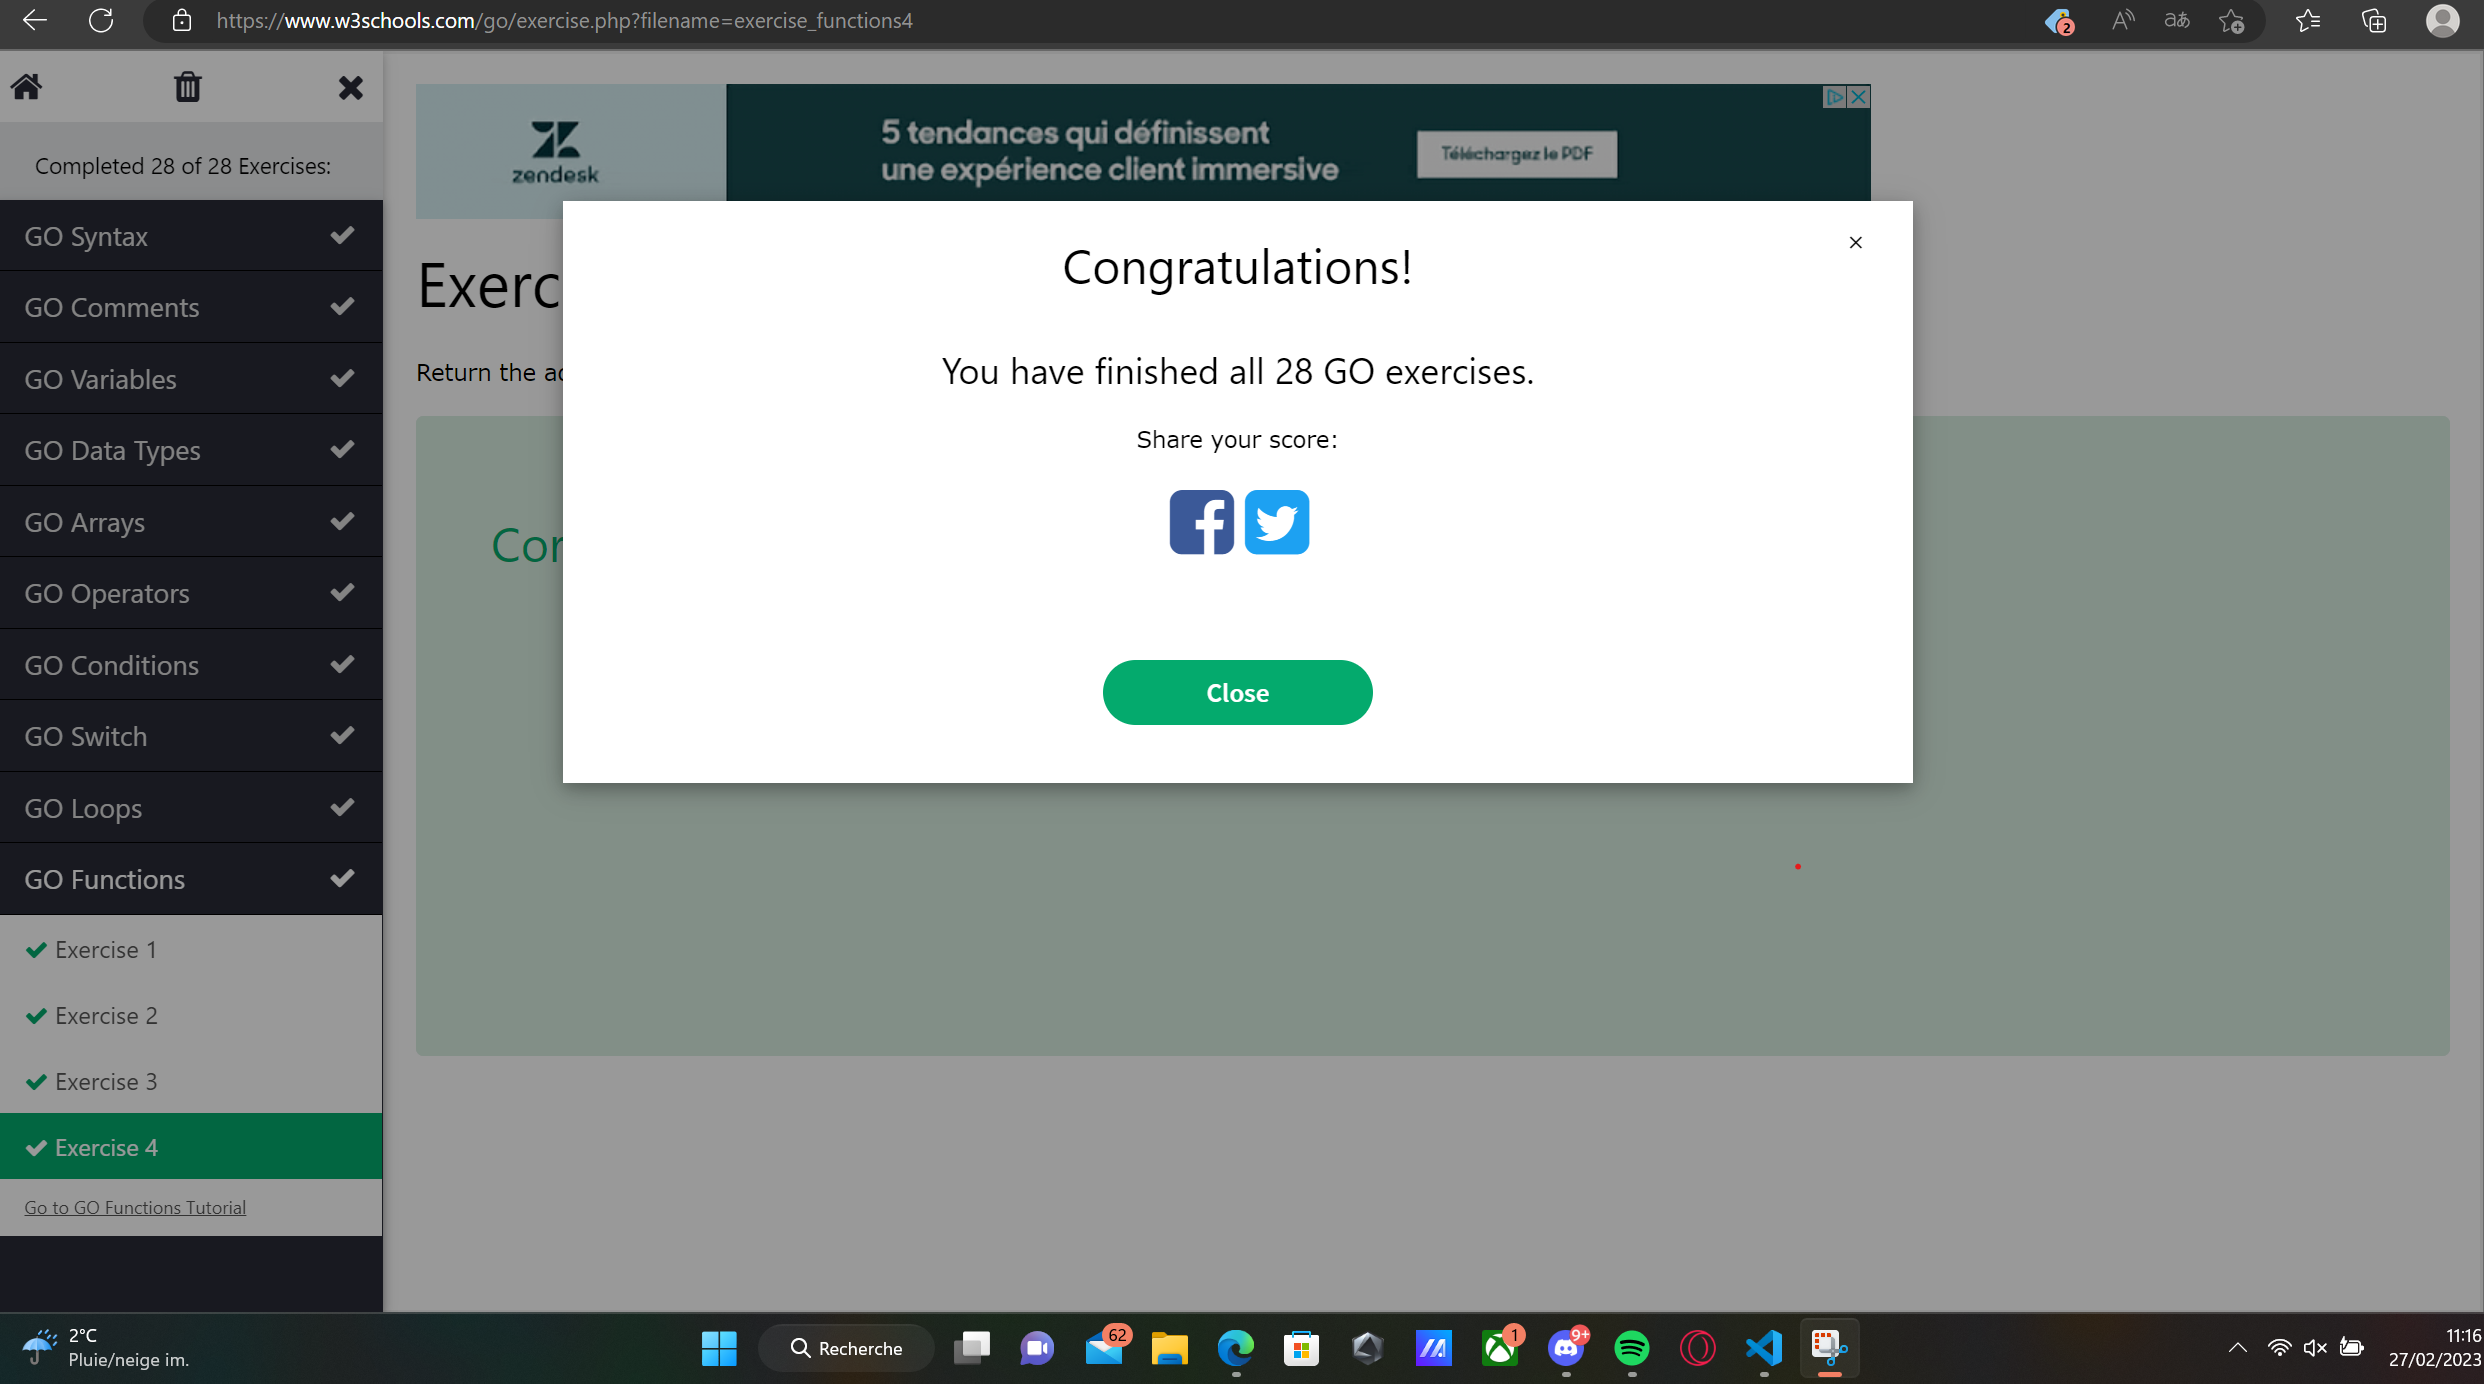 https://www.w3schools.com/go/exercise.php?filename=exercise_functions4
2
Completed 28 of 28 Exercises:
GO Syntax
GO Comments
GO Variables
GO Data Types
GO Arrays
GO Operators
GO Conditions
GO Switch
GO Loops
GO Functions
Exercise 1
Exercise 2
Exercise 3
Exercise 4
Go to GO Functions Tutorial
zendesk
5 tendances qui définissent
une expérience client immersive
Téléchargez le PDF
Exerc
Return the
Cor
Congratulations!
You have finished all 28 GO exercises.
Share your score:
Close
2°C
Pluie/neige im.
Recherche
62
1
9+
11:16
27/02/2023